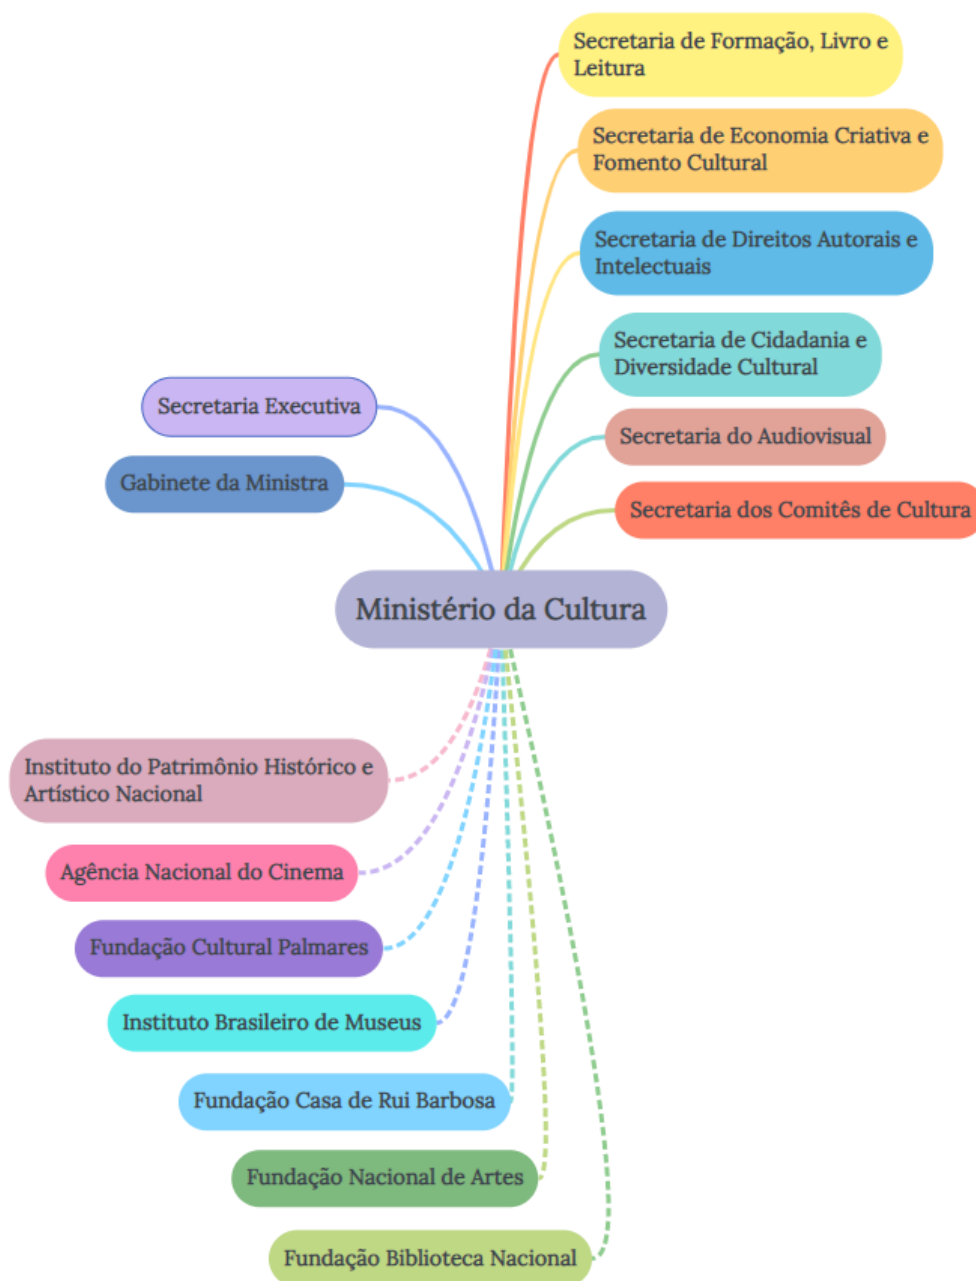 Secretaria de Formação, Livro e
Leitura
Secretaria de Economia Criativa e
Fomento Cultural
Secretaria de Direitos Autorais e
Intelectuais
Secretaria de Cidadania e
Diversidade Cultural
Secretaria Executiva
Secretaria do Audiovisual
Gabinete da Ministra
Secretaria dos Comitês de Cultura
Ministério da Cultura
Instituto do Patrimônio Histórico e
Artístico Nacional
Agência Nacional do Cinema
Fundação Cultural Palmares
Instituto Brasileiro de Museus
Fundação Casa de Rui Barbosa
Fundação Nacional de Artes
Fundação Biblioteca Nacional